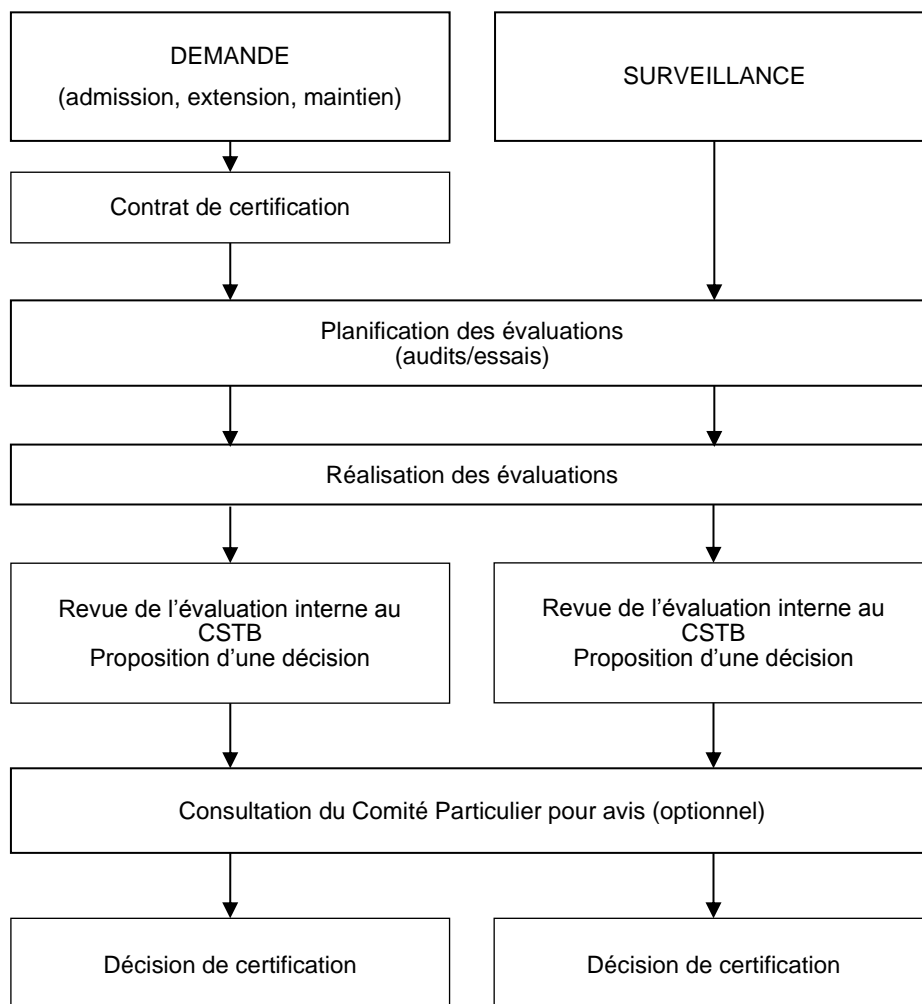 DEMANDE
(admission, extension, maintien)
SURVEILLANCE
Contrat de certification
Planification des évaluations
(audits/essais)
Réalisation des évaluations
Revue de l’évaluation interne au
CSTB
Proposition d’une décision
Revue de l’évaluation interne au
CSTB
Proposition d’une décision
Consultation du Comité Particulier pour avis (optionnel)
Décision de certification
Décision de certification